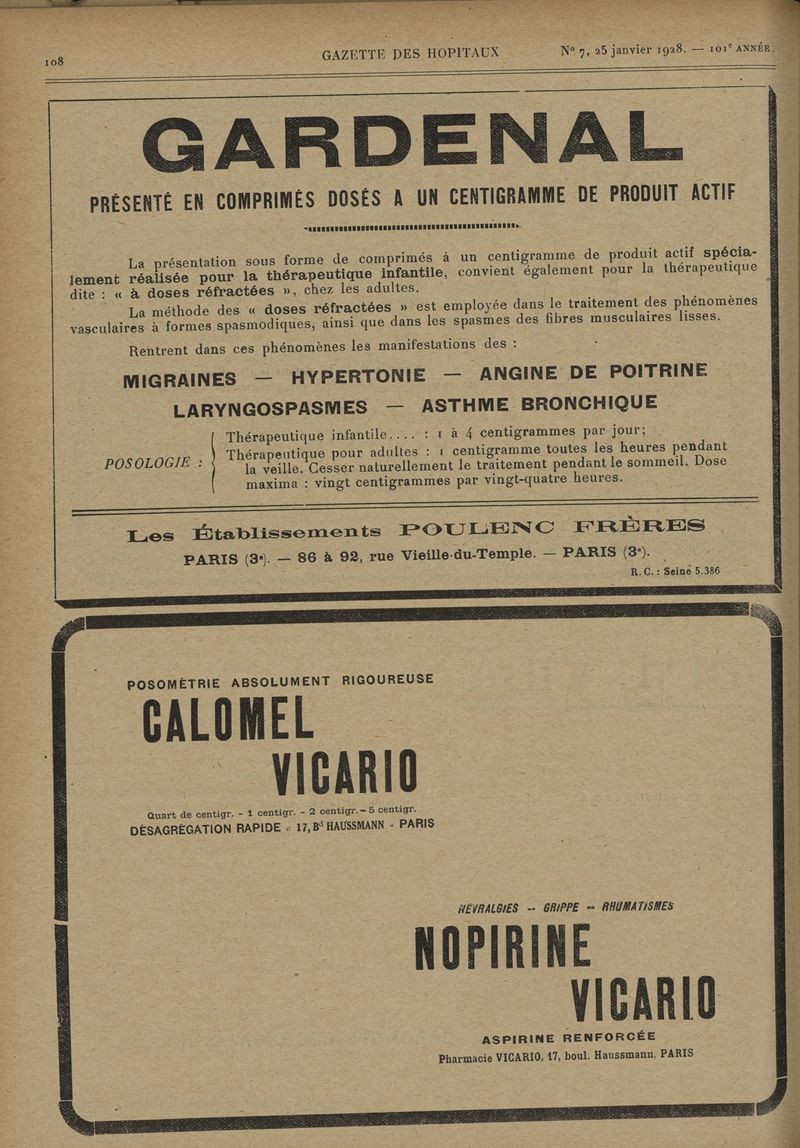 108
GAZETTE DES HOPITAUX
Nº 7, 25 janvier 1928. — 101e ANNÉE.
GARDENAL
PRÉSENTÉ EN COMPRIMÉS DOSÉS A UN CENTIGRAMME DE PRODUIT ACTIF
La présentation sous forme de comprimés à un centigramme de produit actif spécia-
lement réalisée pour la thérapeutique infantile, convient également pour la thérapeutique
dite : « à doses réfractées », chez les adultes.
La méthode des « doses réfractées » est employée dans le traitement des phénomènes
vasculaires à formes spasmodiques, ainsi que dans les spasmes des fibres musculaires lisses.
Rentrent dans ces phénomènes les manifestations des :
MIGRAINES — HYPERTONIE — ANGINE DE POITRINE
LARYNGOSPASMES — ASTHME BRONCHIQUE
POSOLOGIE :
Thérapeutique infantile.... : 1 à 4 centigrammes par jour;
Thérapeutique pour adultes : 1 centigramme toutes les heures pendant
la veille. Cesser naturellement le traitement pendant le sommeil. Dose
maxima : vingt centigrammes par vingt-quatre heures.
Les Établissements POULENC FRÈRES
PARIS (3e). — 86 à 92, rue Vieille-du-Temple. — PARIS (3e).
R. C. : Seine 5.386
POSOMÉTRIE ABSOLUMENT RIGOUREUSE
CALOMEL
VICARIO
Quart de centigr. - 1 centigr. - 2 centigr. - 5 centigr.
DÉSAGRÉGATION RAPIDE - 17, Bd HAUSSMANN - PARIS
NÉVRALGIES - GRIPPE - RHUMATISMES
NOPIRINE
VICARIO
ASPIRINE RENFORCÉE
Pharmacie VICARIO, 17, boul. Haussmann, PARIS